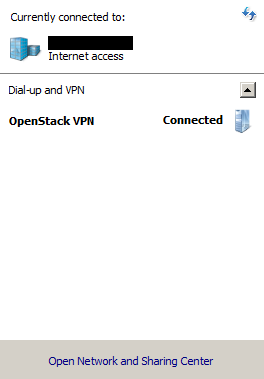 Currently connected to:
Internet access
Dial-up and VPN
OpenStack VPN Connected
Open Network and Sharing Center